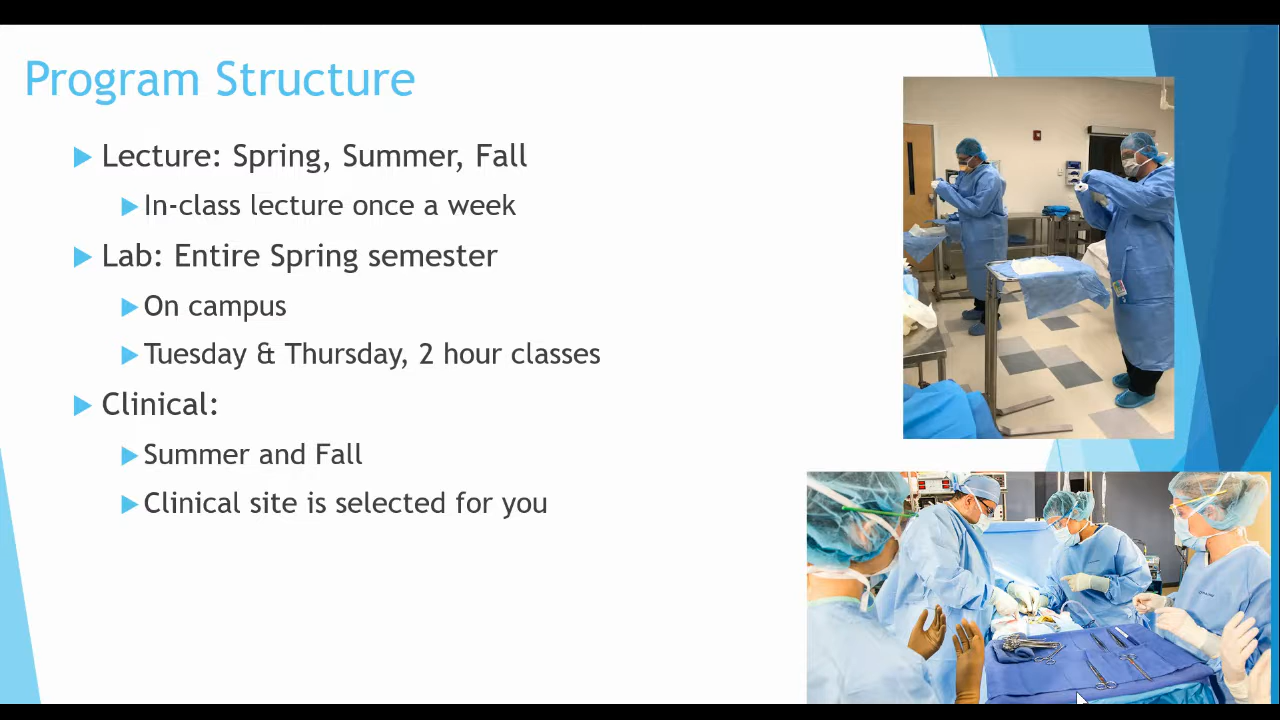 Program Structure
Lecture: Spring, Summer, Fall
In-class lecture once a week
Lab: Entire Spring semester
On campus
Tuesday & Thursday, 2 hour classes
Clinical:
Summer and Fall
Clinical site is selected for you